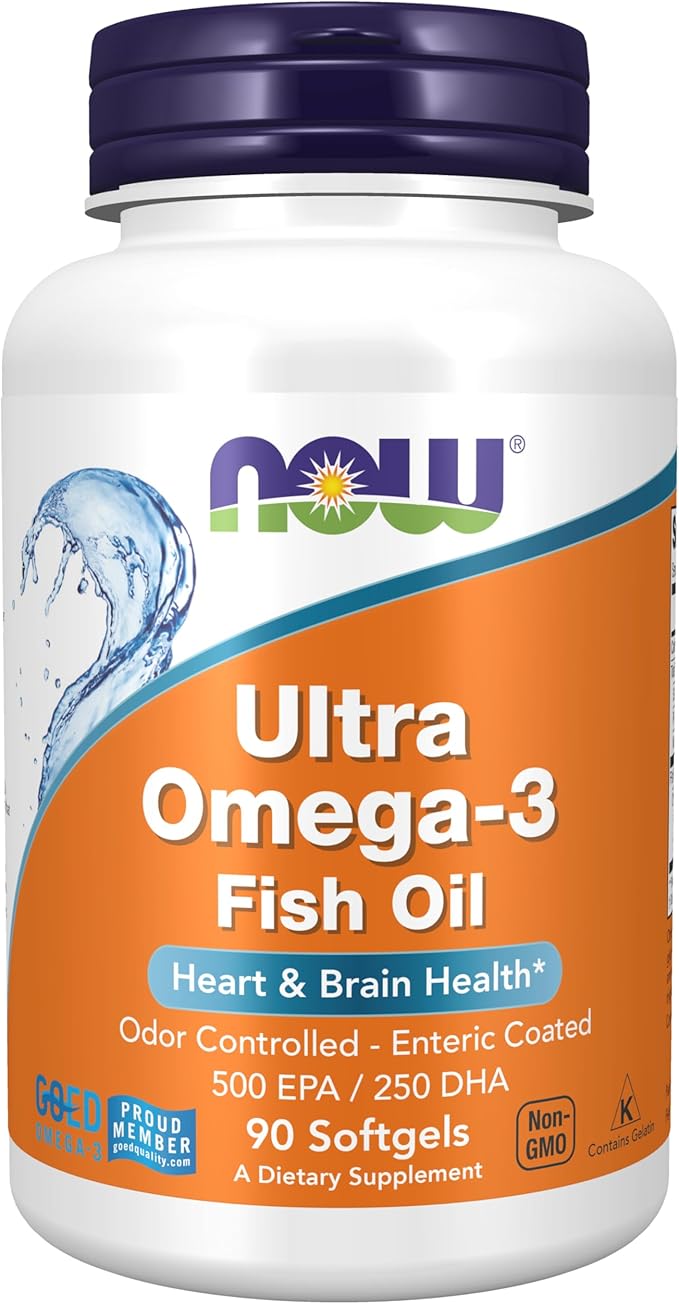 NOW®
Ultra
Omega-3
Fish Oil
Heart & Brain Health*
Odor Controlled - Enteric Coated
500 EPA / 250 DHA
90 Softgels
A Dietary Supplement
GOED
OMEGA-3
PROUD
MEMBER
goedquality.com
Non-
GMO
K
Contains Gelatin